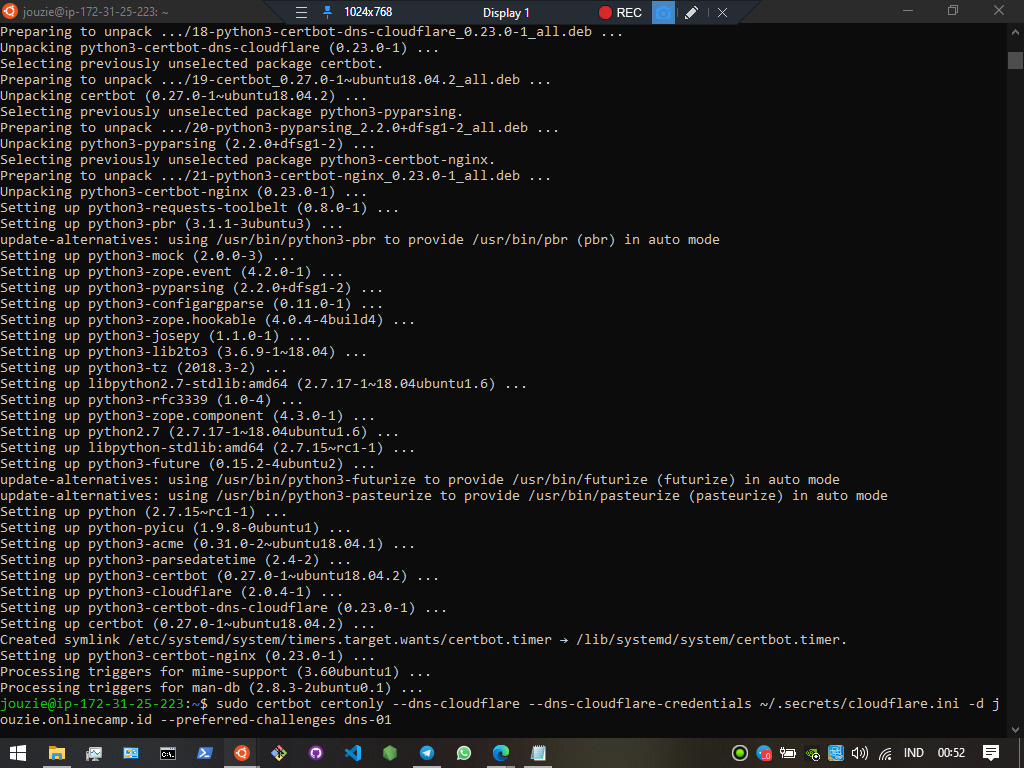 jouzie@ip-172-31-25-223: ~
1024x768
Display 1
REC
Preparing to unpack .../18-python3-certbot-dns-cloudflare_0.23.0-1_all.deb ...
Unpacking python3-certbot-dns-cloudflare (0.23.0-1) ...
Selecting previously unselected package certbot.
Preparing to unpack .../19-certbot_0.27.0-1~ubuntu18.04.2_all.deb ...
Unpacking certbot (0.27.0-1~ubuntu18.04.2) ...
Selecting previously unselected package python3-pyparsing.
Preparing to unpack .../20-python3-pyparsing_2.2.0+dfsg1-2_all.deb ...
Unpacking python3-pyparsing (2.2.0+dfsg1-2) ...
Selecting previously unselected package python3-certbot-nginx.
Preparing to unpack .../21-python3-certbot-nginx_0.23.0-1_all.deb ...
Unpacking python3-certbot-nginx (0.23.0-1) ...
Setting up python3-requests-toolbelt (0.8.0-1) ...
Setting up python3-pbr (3.1.1-3ubuntu3) ...
update-alternatives: using /usr/bin/python3-pbr to provide /usr/bin/pbr (pbr) in auto mode
Setting up python3-mock (2.0.0-3) ...
Setting up python3-zope.event (4.2.0-1) ...
Setting up python3-pyparsing (2.2.0+dfsg1-2) ...
Setting up python3-configargparse (0.11.0-1) ...
Setting up python3-zope.hookable (4.0.4-4build4) ...
Setting up python3-josepy (1.1.0-1) ...
Setting up python3-lib2to3 (3.6.9-1~18.04) ...
Setting up python3-tz (2018.3-2) ...
Setting up libpython2.7-stdlib:amd64 (2.7.17-1~18.04ubuntu1.6) ...
Setting up python3-rfc3339 (1.0-4) ...
Setting up python3-zope.component (4.3.0-1) ...
Setting up python2.7 (2.7.17-1~18.04ubuntu1.6) ...
Setting up libpython-stdlib:amd64 (2.7.15~rc1-1) ...
Setting up python3-future (0.15.2-4ubuntu2) ...
update-alternatives: using /usr/bin/python3-futurize to provide /usr/bin/futurize (futurize) in auto mode
update-alternatives: using /usr/bin/python3-pasteurize to provide /usr/bin/pasteurize (pasteurize) in auto mode
Setting up python (2.7.15~rc1-1) ...
Setting up python-pyicu (1.9.8-0ubuntu1) ...
Setting up python3-acme (0.31.0-2~ubuntu18.04.1) ...
Setting up python3-parsedatetime (2.4-2) ...
Setting up python3-certbot (0.27.0-1~ubuntu18.04.2) ...
Setting up python3-cloudflare (2.0.4-1) ...
Setting up python3-certbot-dns-cloudflare (0.23.0-1) ...
Setting up certbot (0.27.0-1~ubuntu18.04.2) ...
Created symlink /etc/systemd/system/timers.target.wants/certbot.timer → /lib/systemd/system/certbot.timer.
Setting up python3-certbot-nginx (0.23.0-1) ...
Processing triggers for mime-support (3.60ubuntu1) ...
Processing triggers for man-db (2.8.3-2ubuntu0.1) ...
jouzie@ip-172-31-25-223:~$ sudo certbot certonly --dns-cloudflare --dns-cloudflare-credentials ~/.secrets/cloudflare.ini -d j
ouzie.onlinecamp.id --preferred-challenges dns-01
IND 00:52